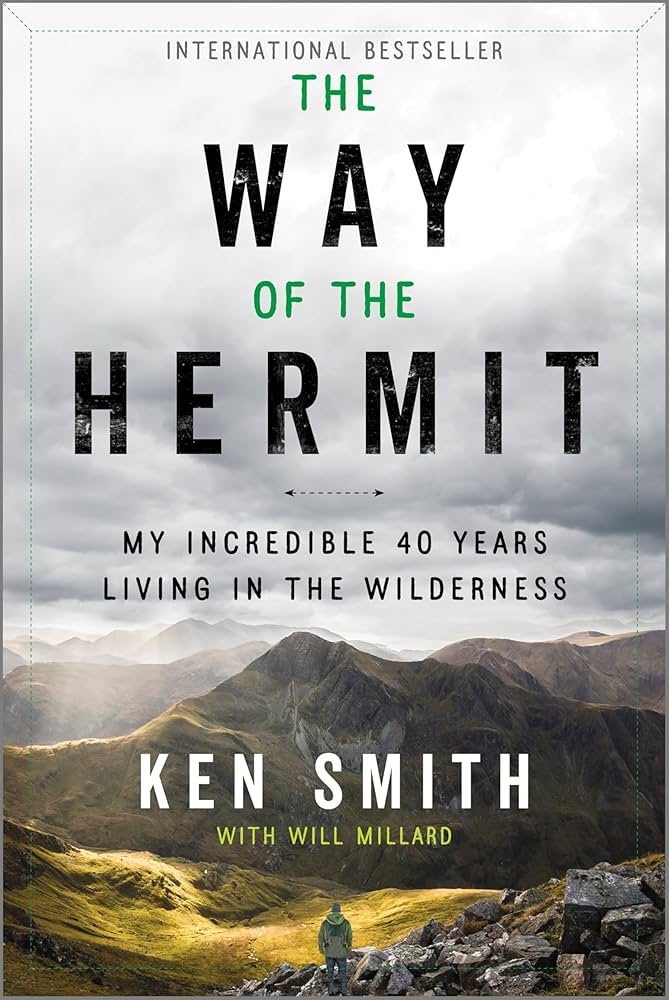 INTERNATIONAL BESTSELLER
THE
WAY
OF THE
HERMIT
MY INCREDIBLE 40 YEARS
LIVING IN THE WILDERNESS
KEN SMITH
WITH WILL MILLARD